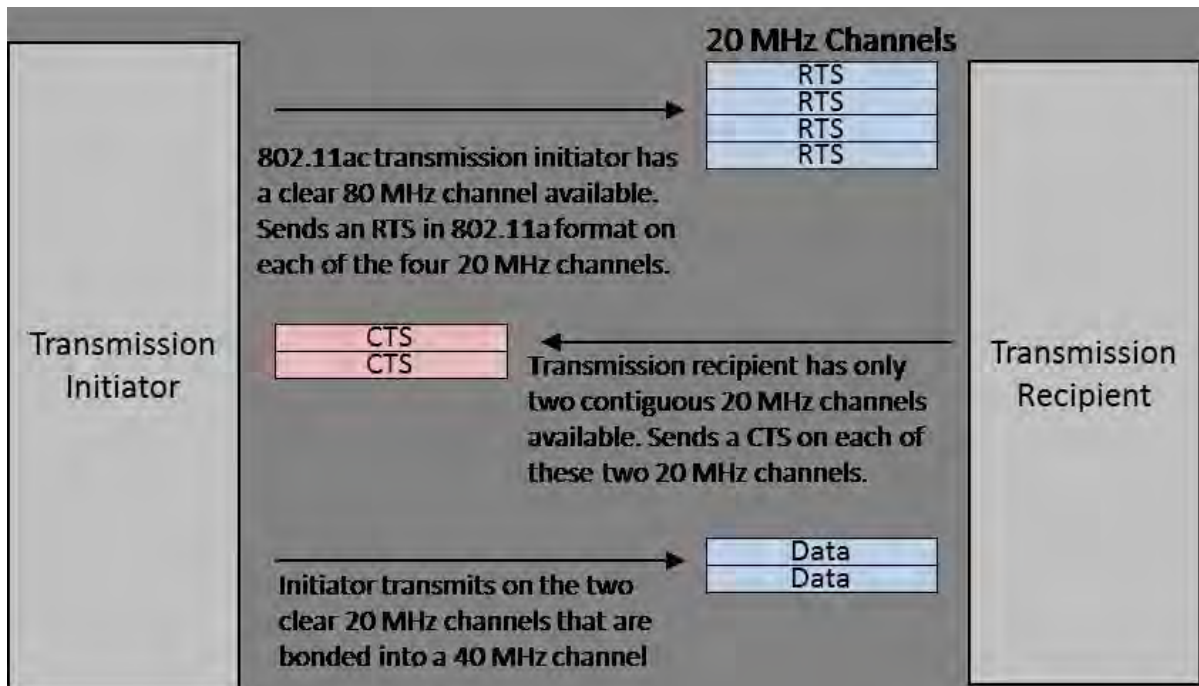 20 MHz Channels
RTS
RTS
RTS
RTS
802.11ac transmission initiator has
a clear 80 MHz channel available.
Sends an RTS in 802.11a format on
each of the four 20 MHz channels.
Transmission
Initiator
CTS
CTS
Transmission recipient has only
two contiguous 20 MHz channels
available. Sends a CTS on each of
these two 20 MHz channels.
Transmission
Recipient
Data
Data
Initiator transmits on the two
clear 20 MHz channels that are
bonded into a 40 MHz channel